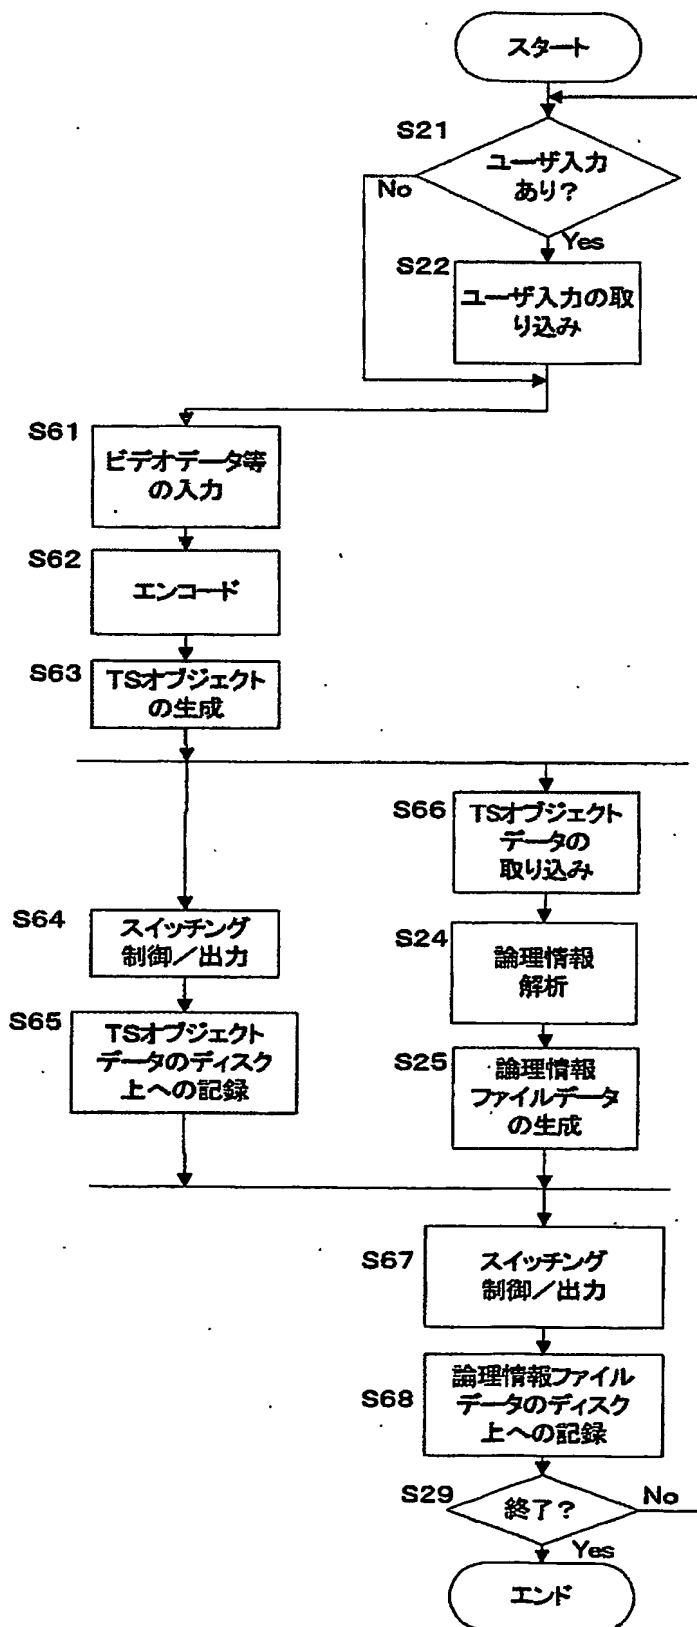 スタート
S21
ユーザ入力
あり?
No
Yes
S22
ユーザ入力の取
り込み
S61
ビデオデータ等
の入力
S62
エンコード
S63
TSオブジェクト
の生成
S66
TSオブジェクト
データの
取り込み
S64
スイッチング
制御/出力
S24
論理情報
解析
S65
TSオブジェクト
データのディスク
上への記録
S25
論理情報
ファイルデータ
の生成
S67
スイッチング
制御/出力
S68
論理情報ファイル
データのディスク
上への記録
S29
終了?
No
Yes
エンド